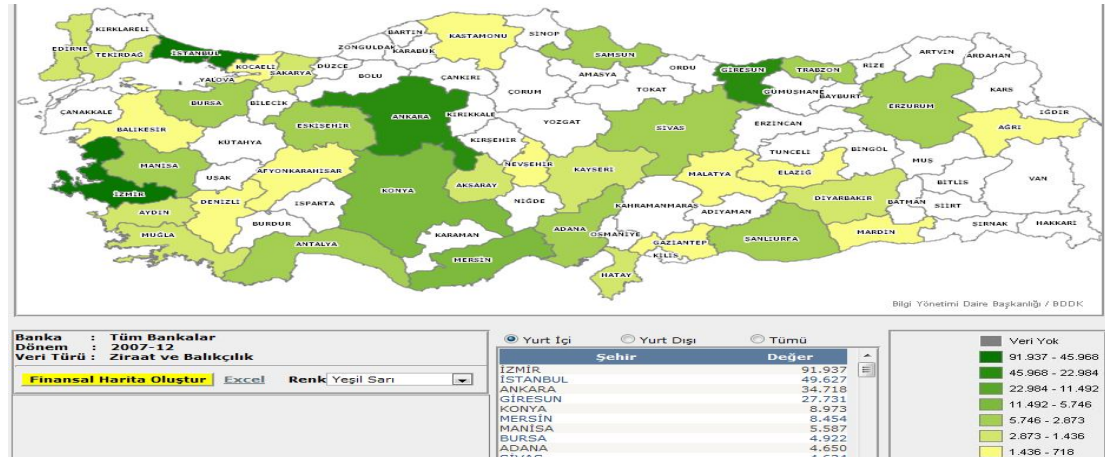 KIRKLARELİ
EDİRNE
TEKİRDAĞ
İSTANBUL
KOCAELİ
YALOVA
SAKARYA
DÜZCE
ZONGULDAK
BARTIN
KARABÜK
KASTAMONU
SİNOP
SAMSUN
ORDU
GİRESUN
TRABZON
RİZE
ARTVİN
ARDAHAN
KARS
IĞDIR
ÇANAKKALE
BALIKESİR
BURSA
BİLECİK
BOLU
ÇANKIRI
ÇORUM
AMASYA
TOKAT
GÜMÜŞHANE
BAYBURT
ERZURUM
AĞRI
KÜTAHYA
ESKİSEHİR
ANKARA
KIRIKKALE
KIRŞEHİR
YOZGAT
SİVAS
ERZİNCAN
TUNCELİ
BİNGÖL
MUŞ
VAN
MANİSA
UŞAK
AFYONKARAHİSAR
İZMİR
AYDIN
DENİZLİ
ISPARTA
BURDUR
KONYA
AKSARAY
NEVSEHİR
NİĞDE
KAYSERİ
MALATYA
ELAZIĞ
DİYARBAKIR
BATMAN
BITLIS
SİİRT
SIRNAK
HAKKARİ
MUĞLA
ANTALYA
KARAMAN
MERSİN
ADANA
OSMANİYE
KAHRAMANMARAS
ADIYAMAN
GAZİANTEP
KİLİS
SANLIURFA
MARDİN
HATAY
Bilgi Yönetimi Daire Başkanlığı / BDDK
Banka : Tüm Bankalar
Dönem : 2007-12
Veri Türü : Ziraat ve Balıkçılık
Finansal Harita Oluştur Excel Renk Yeşil Sarı
Yurt İçi Yurt Dışı Tümü
Şehir Değer
İZMİR 91.937
İSTANBUL 49.627
ANKARA 34.718
GİRESUN 27.731
KONYA 8.973
MERSİN 8.454
MANİSA 5.587
BURSA 4.922
ADANA 4.650
Veri Yok
91.937 - 45.968
45.968 - 22.984
22.984 - 11.492
11.492 - 5.746
5.746 - 2.873
2.873 - 1.436
1.436 - 718